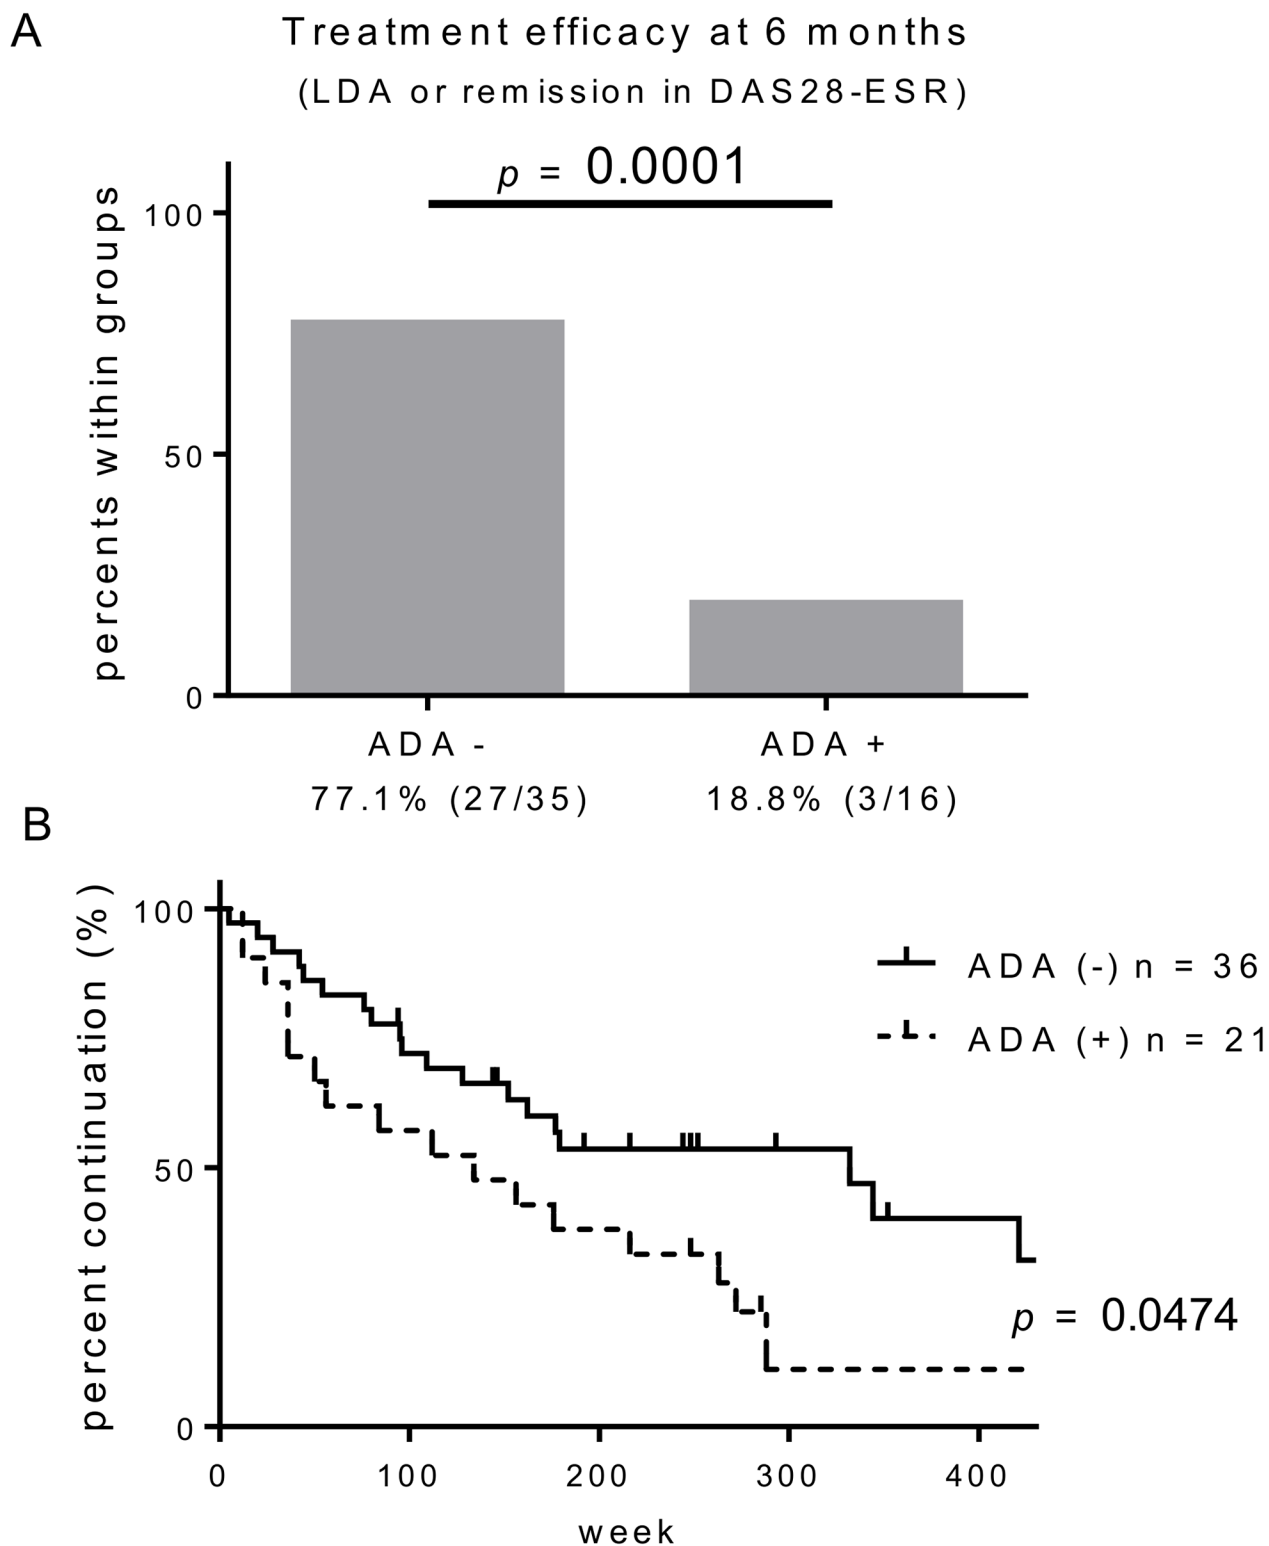 A
Treatment efficacy at 6 months
(LDA or remission in DAS28-ESR)
p = 0.0001
percents within groups
100
50
0
ADA - ADA +
77.1% (27/35) 18.8% (3/16)
B
percent continuation (%)
100
50
0
ADA (-) n = 36
ADA (+) n = 21
p = 0.0474
0 100 200 300 400
week